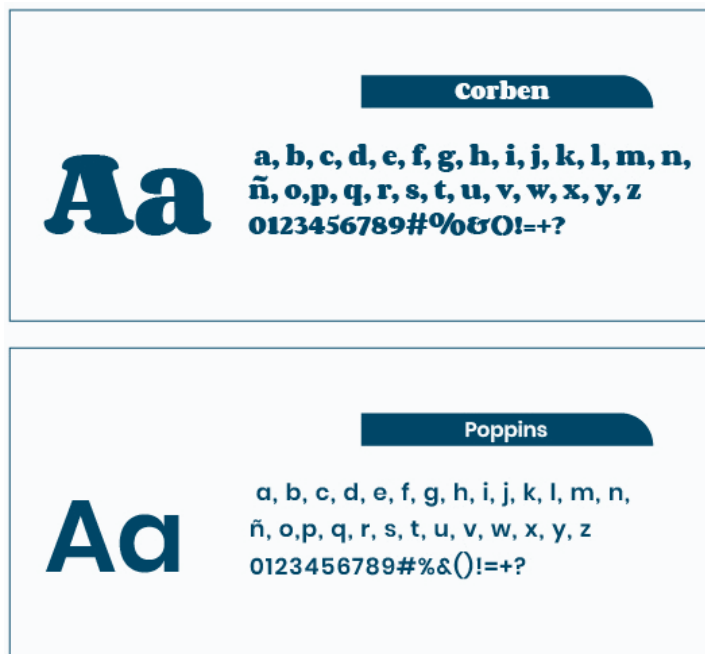 Corben
Aa
a, b, c, d, e, f, g, h, i, j, k, l, m, n,
ñ, o,p, q, r, s, t, u, v, w, x, y, z
0123456789#%&()!=+?
Poppins
Aa
a, b, c, d, e, f, g, h, i, j, k, l, m, n,
ñ, o,p, q, r, s, t, u, v, w, x, y, z
0123456789#%&()!=+?